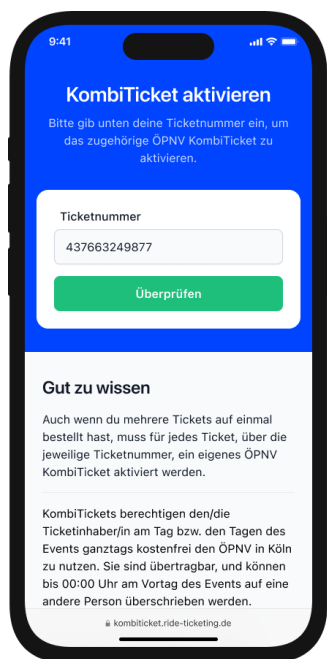 9:41
KombiTicket aktivieren
Bitte gib unten deine Ticketnummer ein, um
das zugehörige ÖPNV KombiTicket zu
aktivieren.
Ticketnummer
437663249877
Überprüfen
Gut zu wissen
Auch wenn du mehrere Tickets auf einmal
bestellt hast, muss für jedes Ticket, über die
jeweilige Ticketnummer, ein eigenes ÖPNV
KombiTicket aktiviert werden.
KombiTickets berechtigen den/die
Ticketinhaber/in am Tag bzw. den Tagen des
Events ganztags kostenfrei den ÖPNV in Köln
zu nutzen. Sie sind übertragbar, und können
bis 00:00 Uhr am Vortag des Events auf eine
andere Person überschrieben werden.
kombiticket.ride-ticketing.de